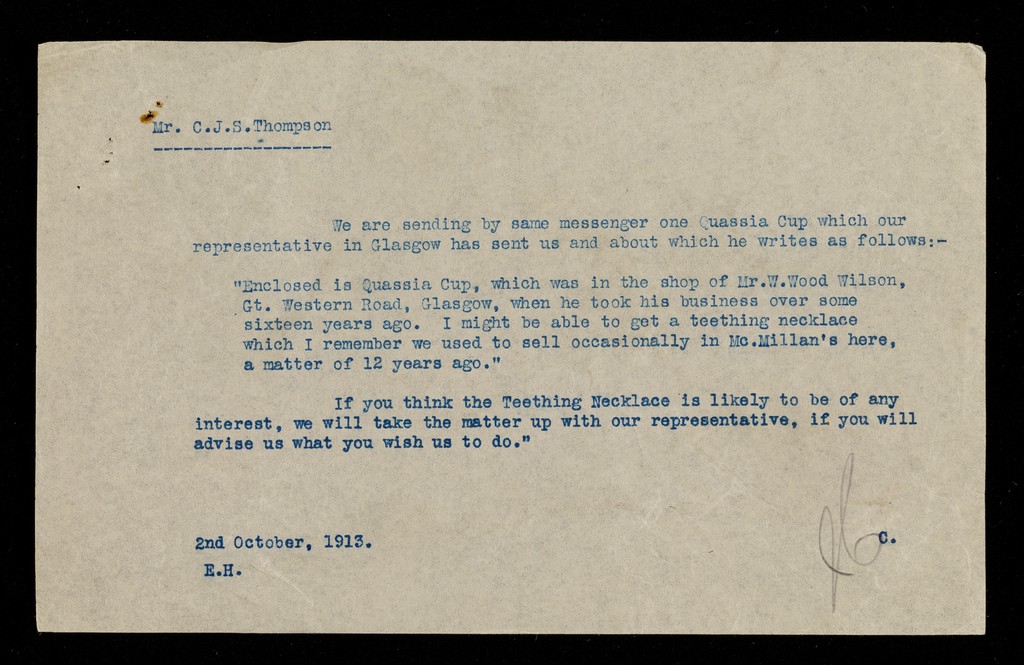 Mr. C.J.S.Thompson
------------------
We are sending by same messenger one Quassia Cup which our
representative in Glasgow has sent us and about which he writes as follows:-
"Enclosed is Quassia Cup, which was in the shop of Mr.W.Wood Wilson,
Gt. Western Road, Glasgow, when he took his business over some
sixteen years ago.  I might be able to get a teething necklace
which I remember we used to sell occasionally in Mc.Millan's here,
a matter of 12 years ago."
If you think the Teething Necklace is likely to be of any
interest, we will take the matter up with our representative, if you will
advise us what you wish us to do."
2nd October, 1913.
C.
E.H.